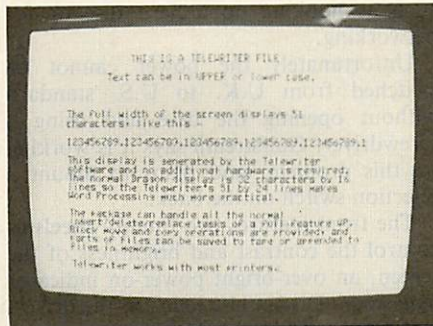 THIS IS A TELEWRITER FILE
Text can be in UPPER or lower case.
The full width of the screen displays 51
characters: like this
123456789.123456789.123456789.123456789.123456789.1
This display is generated by the Telewriter
software and no additional hardware is required.
The normal Dragon display is 32 characters by 16
lines so the Telewriter's 51 by 24 lines makes
Word Processing much more practical.
The package can handle all the normal
insert/delete/replace tasks of a full feature WP.
Block move and copy operations are provided, and
parts of files can be saved to tape or appended to
files in memory.
Telewriter works with most printers.